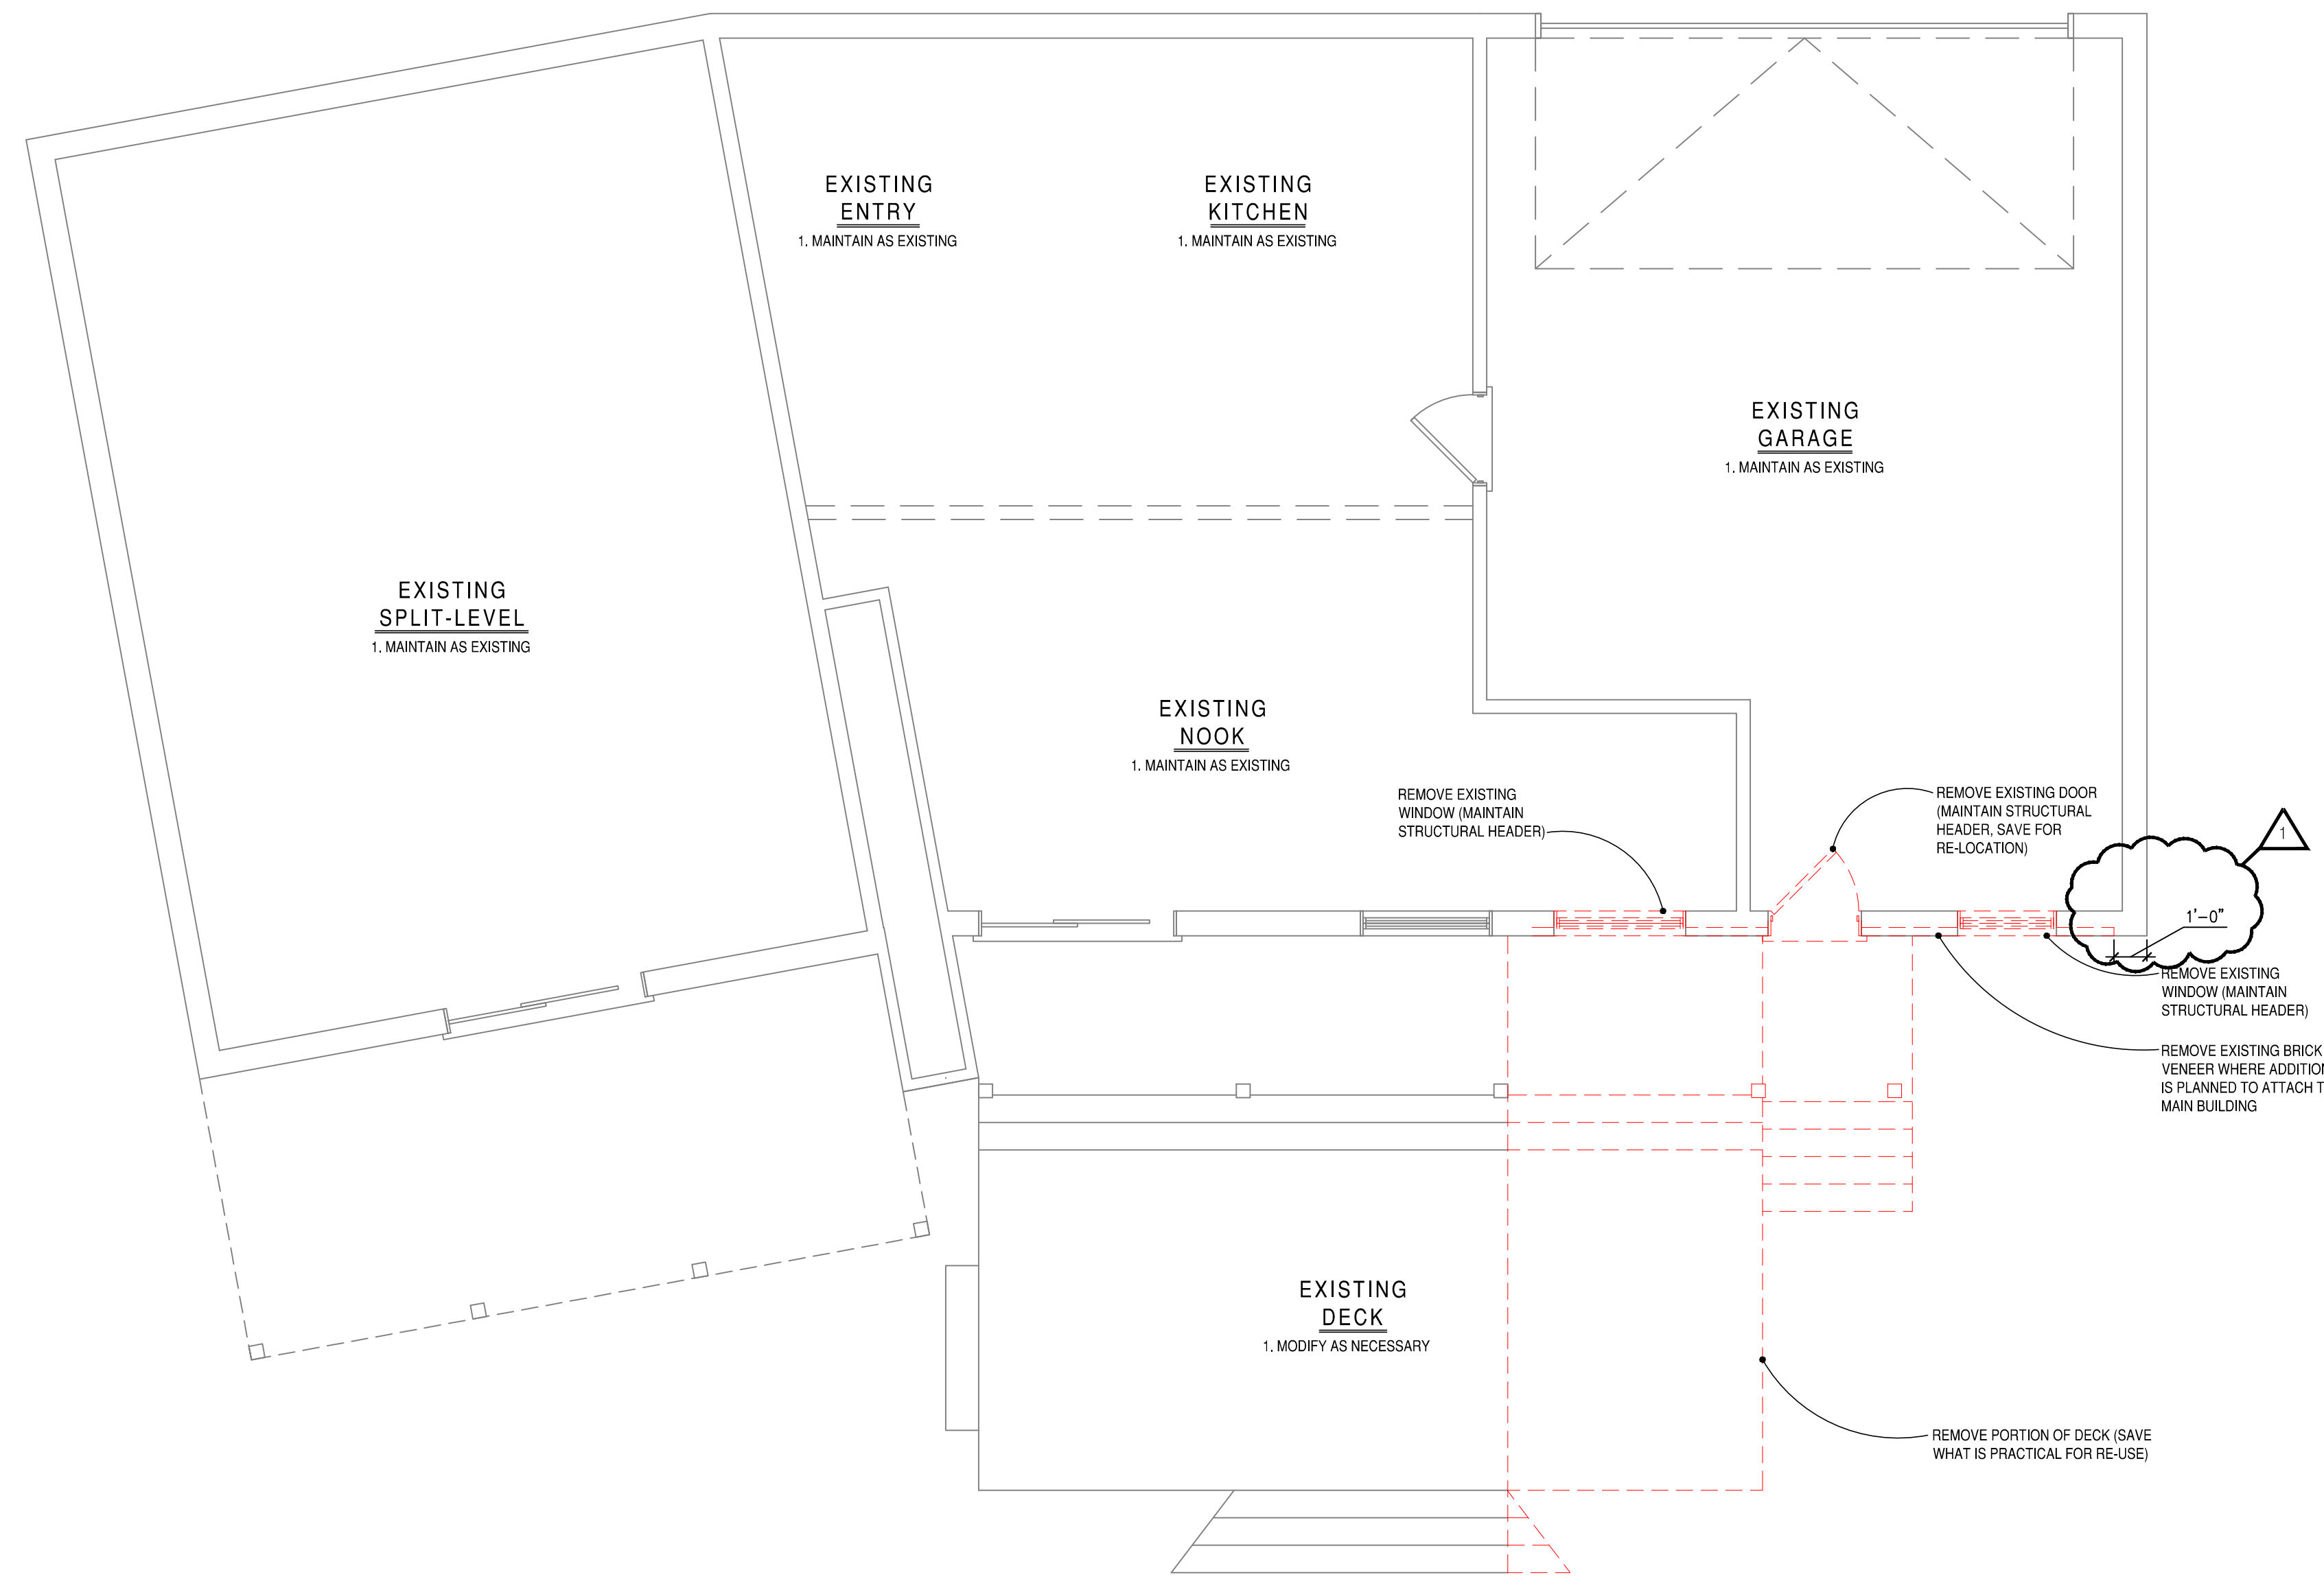 EXISTING
ENTRY
1. MAINTAIN AS EXISTING
EXISTING
KITCHEN
1. MAINTAIN AS EXISTING
EXISTING
GARAGE
1. MAINTAIN AS EXISTING
EXISTING
SPLIT-LEVEL
1. MAINTAIN AS EXISTING
EXISTING
NOOK
1. MAINTAIN AS EXISTING
REMOVE EXISTING
WINDOW (MAINTAIN
STRUCTURAL HEADER)
REMOVE EXISTING DOOR
(MAINTAIN STRUCTURAL
HEADER, SAVE FOR
RE-LOCATION)
1
1'-0"
REMOVE EXISTING
WINDOW (MAINTAIN
STRUCTURAL HEADER)
REMOVE EXISTING BRICK
VENEER WHERE ADDITION
IS PLANNED TO ATTACH T
MAIN BUILDING
EXISTING
DECK
1. MODIFY AS NECESSARY
REMOVE PORTION OF DECK (SAVE
WHAT IS PRACTICAL FOR RE-USE)